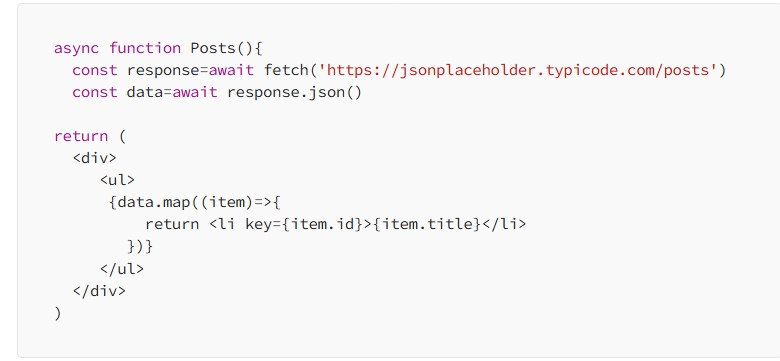 async function Posts(){
  const response=await fetch('https://jsonplaceholder.typicode.com/posts')
  const data=await response.json()

return (
  <div>
     <ul>
      {data.map((item)=>{
          return <li key={item.id}>{item.title}</li>
        })}
     </ul>
  </div>
)